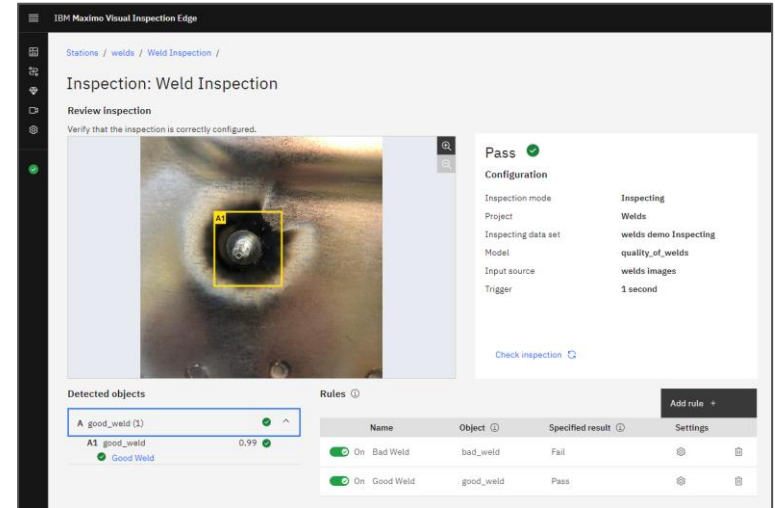 IBM Maximo Visual Inspection Edge
Stations / welds / Weld Inspection /
Inspection: Weld Inspection
Review inspection
Verify that the inspection is correctly configured.
A1
Pass
Configuration
Inspection mode Inspecting
Project Welds
Inspecting data set welds demo Inspecting
Model quality_of_welds
Input source welds images
Trigger 1 second
Check inspection
Detected objects
A good_weld (1)
A1 good_weld 0.99
Good Weld
Rules
Add rule +
Name Object Specified result Settings
On Bad Weld bad_weld Fail
On Good Weld good_weld Pass